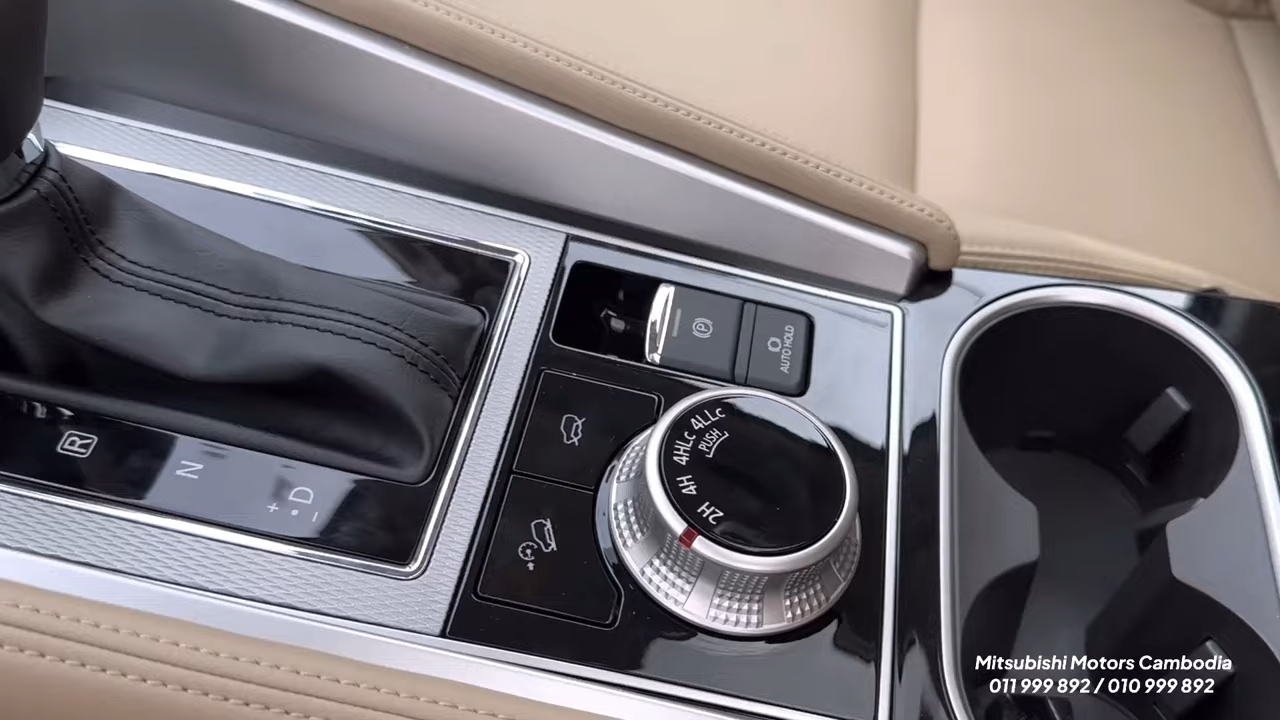 R
N
+ D
−
P
AUTO HOLD
4LLc
PUSH
4HLc
4H
2H
Mitsubishi Motors Cambodia
011 999 892 / 010 999 892